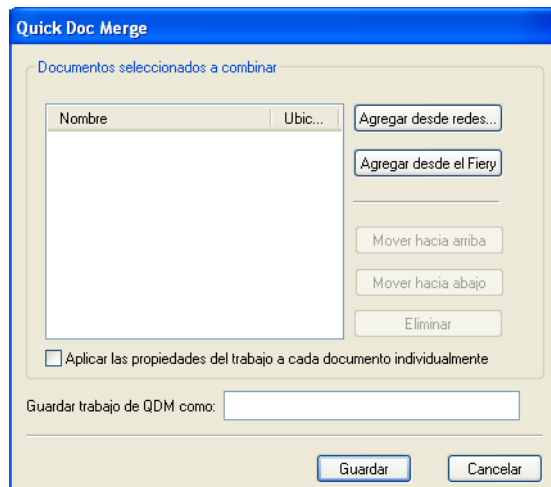 Quick Doc Merge
Documentos seleccionados a combinar
Nombre Ubic...
Agregar desde redes...
Agregar desde el Fiery
Mover hacia arriba
Mover hacia abajo
Eliminar
Aplicar las propiedades del trabajo a cada documento individualmente
Guardar trabajo de QDM como:
Guardar Cancelar